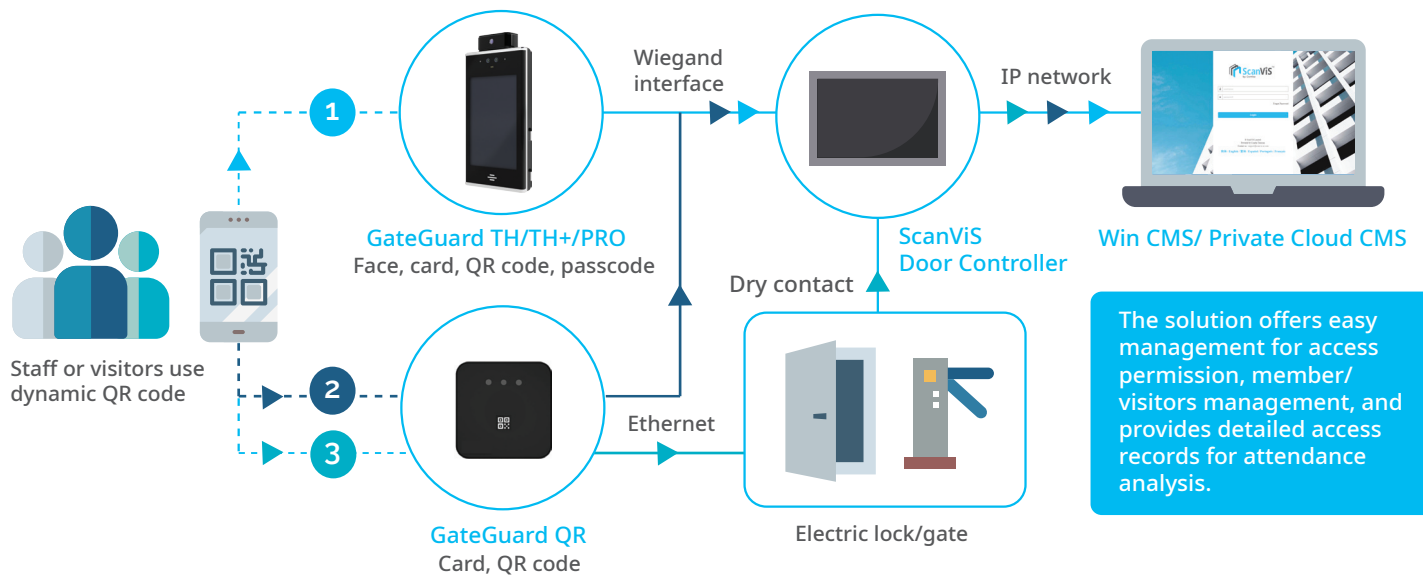 1
Wiegand
interface
IP network
ScanViS
GateGuard TH/TH+/PRO
Face, card, QR code, passcode
ScanViS
Door Controller
Win CMS/ Private Cloud CMS
Dry contact
Staff or visitors use
dynamic QR code
2
3
Ethernet
GateGuard QR
Card, QR code
Electric lock/gate
The solution offers easy
management for access
permission, member/
visitors management, and
provides detailed access
records for attendance
analysis.